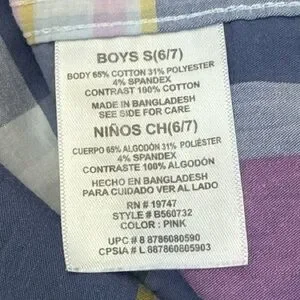 BOYS S(6/7)
BODY 65% COTTON 31% POLYESTER
4% SPANDEX
CONTRAST 100% COTTON
MADE IN BANGLADESH
SEE SIDE FOR CARE
NIÑOS CH(6/7)
CUERPO 65% ALGODÓN 31% POLIÉSTER
4% SPANDEX
CONTRASTE 100% ALGODÓN
HECHO EN BANGLADESH
PARA CUIDADO VER AL LADO
RN # 19747
STYLE # B560732
COLOR : PINK
UPC # 8 8786080590
CPSIA # L 887860805903